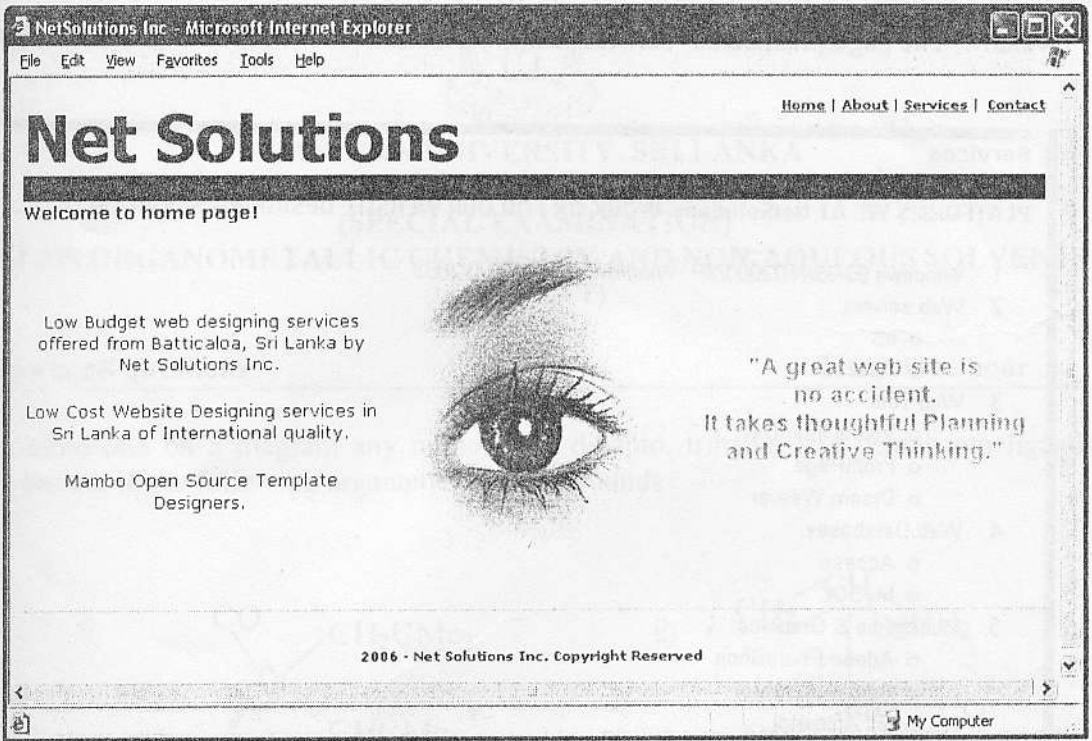 NetSolutions Inc - Microsoft Internet Explorer
File Edit View Favorites Tools Help
Home | About | Services | Contact
Net Solutions
Welcome to home page!
Low Budget web designing services
offered from Batticaloa, Sri Lanka by
Net Solutions Inc.
Low Cost Website Designing services in
Sri Lanka of International quality.
Mambo Open Source Template
Designers.
"A great web site is
no accident.
It takes thoughtful Planning
and Creative Thinking."
2006 - Net Solutions Inc. Copyright Reserved
My Computer